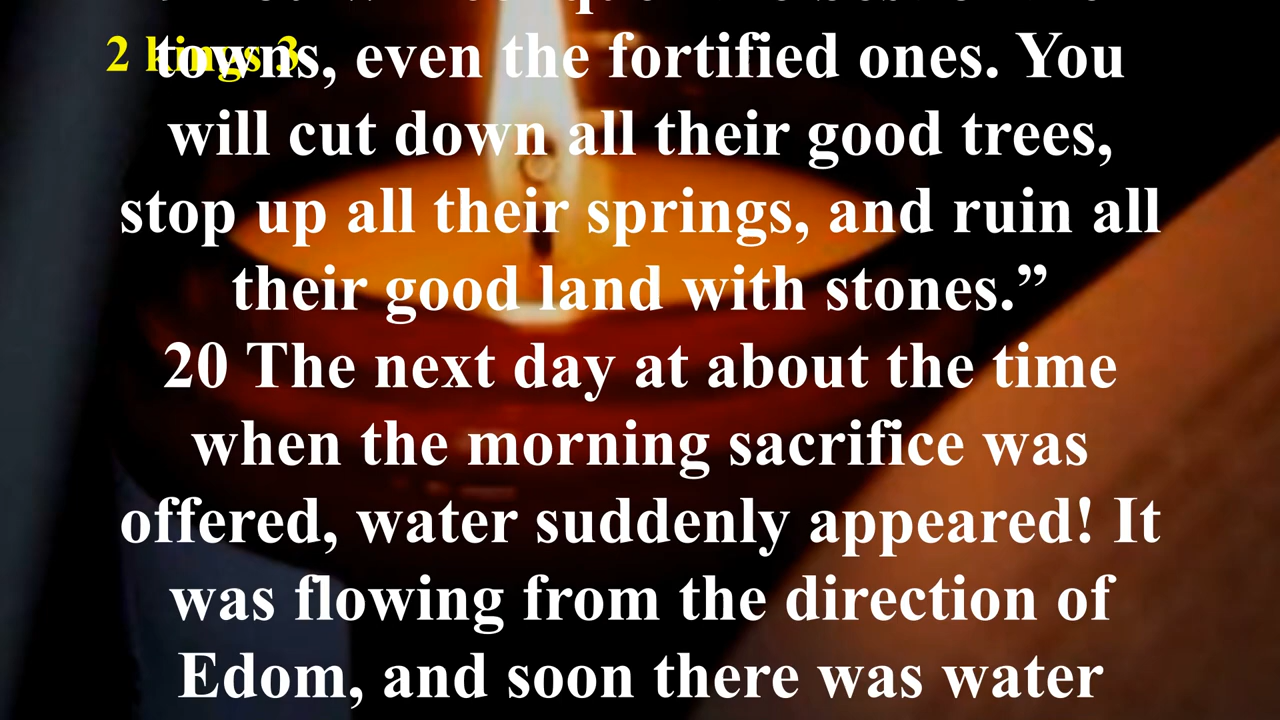 2 kings 3
towns, even the fortified ones. You
will cut down all their good trees,
stop up all their springs, and ruin all
their good land with stones.”
20 The next day at about the time
when the morning sacrifice was
offered, water suddenly appeared! It
was flowing from the direction of
Edom, and soon there was water